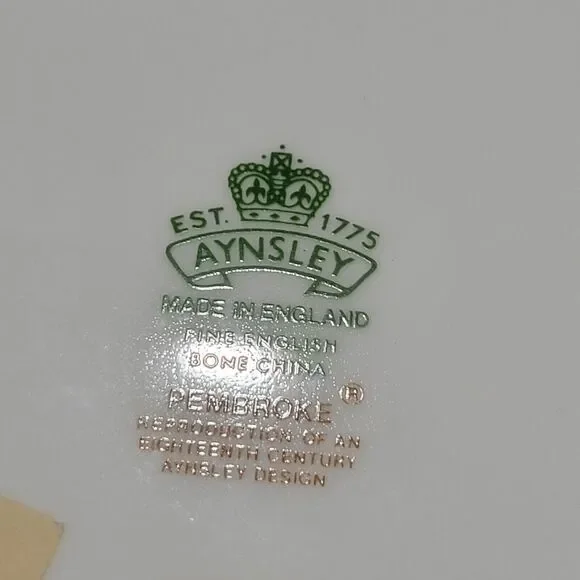 EST. 1775
AYNSLEY
MADE IN ENGLAND
FINE ENGLISH
BONE CHINA
PEMBROKE ®
REPRODUCTION OF AN
EIGHTEENTH CENTURY
AYNSLEY DESIGN